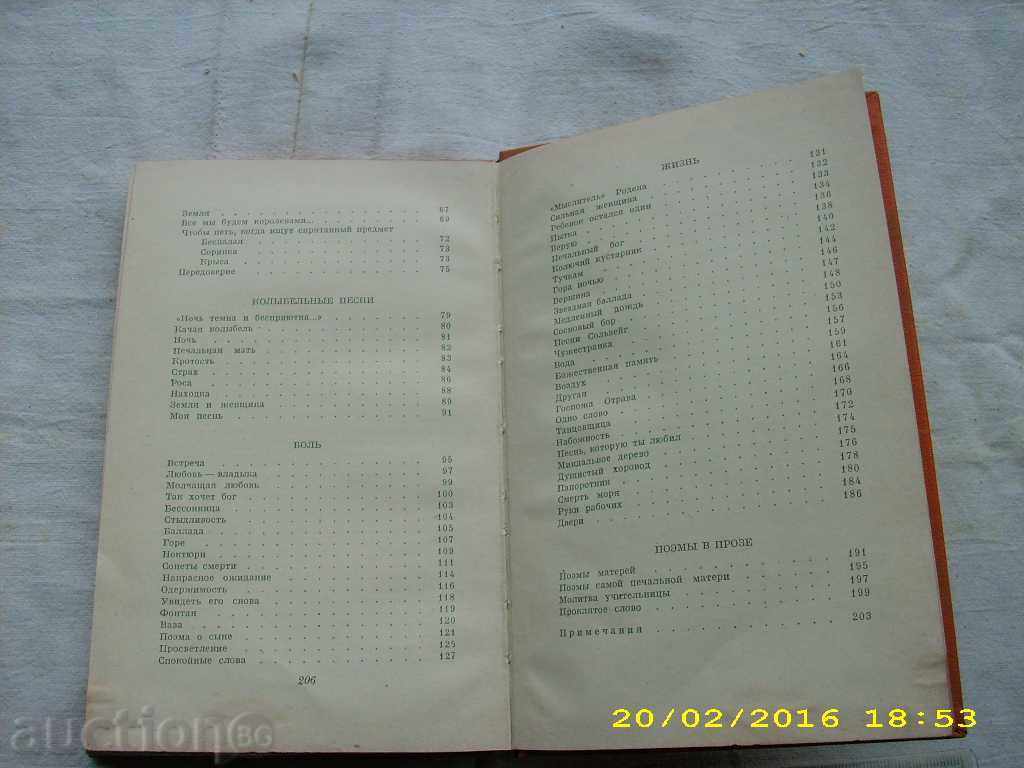 Земля . . . 67
Все мы будем королевами... . . . 69
Чтобы петь, когда ищут спрятанный предмет
Беспалая . . . 72
Соринка . . . 73
Крыса . . . 73
Передоверие . . . 75
КОЛЫБЕЛЬНЫЕ ПЕСНИ
«Ночь темна и бесприютна...» . . . 79
Качая колыбель . . . 80
Ночь . . . 81
Печальная мать . . . 82
Кротость . . . 83
Страх . . . 84
Роса . . . 86
Находка . . . 88
Земля и женщина . . . 89
Моя песнь . . . 91
БОЛЬ
Встреча . . . 95
Любовь — владыка . . . 97
Молчащая любовь . . . 99
Так хочет бог . . . 100
Бессонница . . . 103
Стыдливость . . . 104
Баллада . . . 105
Горе . . . 107
Ноктюрн . . . 109
Сонеты смерти . . . 111
Напрасное ожидание . . . 114
Одержимость . . . 116
Увидеть его снова . . . 118
Фонтан . . . 119
Ваза . . . 120
Поэма о сыне . . . 121
Просветление . . . 125
Спокойные слова . . . 127
206
ЖИЗНЬ
«Мыслитель» Родена . . . 131
Сильная женщина . . . 132
Ребенок остался один . . . 133
Пытка . . . 134
Верую . . . 136
Печальный бог . . . 138
Колючий кустарник . . . 140
Тучкам . . . 142
Гора ночью . . . 144
Вершина . . . 146
Звездная баллада . . . 147
Медленный дождь . . . 148
Сосновый бор . . . 150
Песни Сольвейг . . . 153
Чужестранка . . . 156
Вода . . . 157
Божественная память . . . 159
Воздух . . . 161
Другая . . . 164
Госпожа Отрава . . . 166
Одно слово . . . 168
Танцовщица . . . 170
Набожность . . . 172
Песнь, которую ты любил . . . 174
Миндальное дерево . . . 175
Душистый хоровод . . . 176
Папоротник . . . 178
Смерть моря . . . 180
Руки рабочих . . . 184
Двери . . . 186
ПОЭМЫ В ПРОЗЕ
Поэмы матерей . . . 191
Поэмы самой печальной матери . . . 195
Молитва учительницы . . . 197
Проклятое слово . . . 199
Примечания . . . 203
auction BG
20/02/2016 18:53